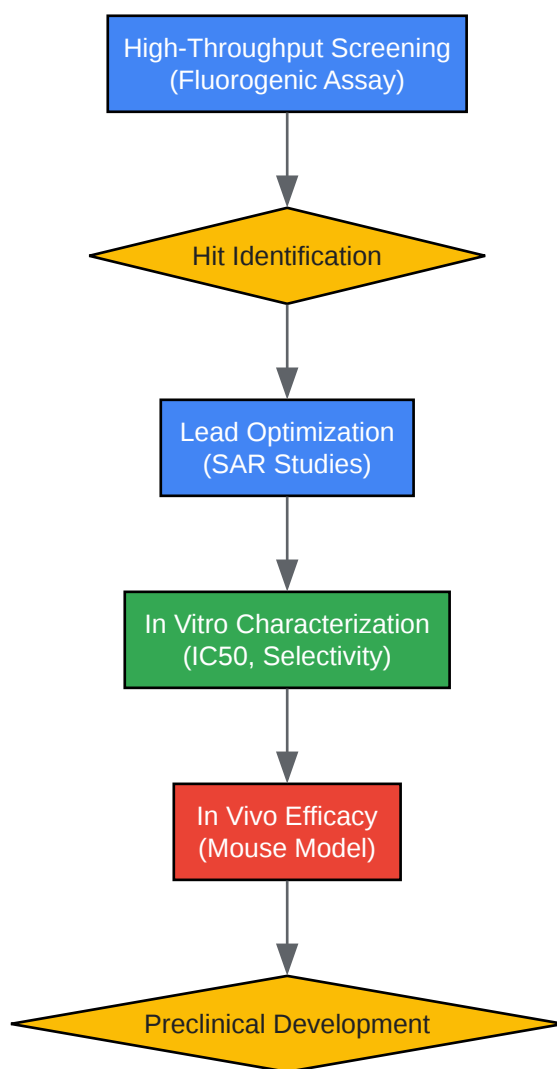 High-Throughput Screening
(Fluorogenic Assay)
Hit Identification
Lead Optimization
(SAR Studies)
In Vitro Characterization
(IC50, Selectivity)
In Vivo Efficacy
(Mouse Model)
Preclinical Development